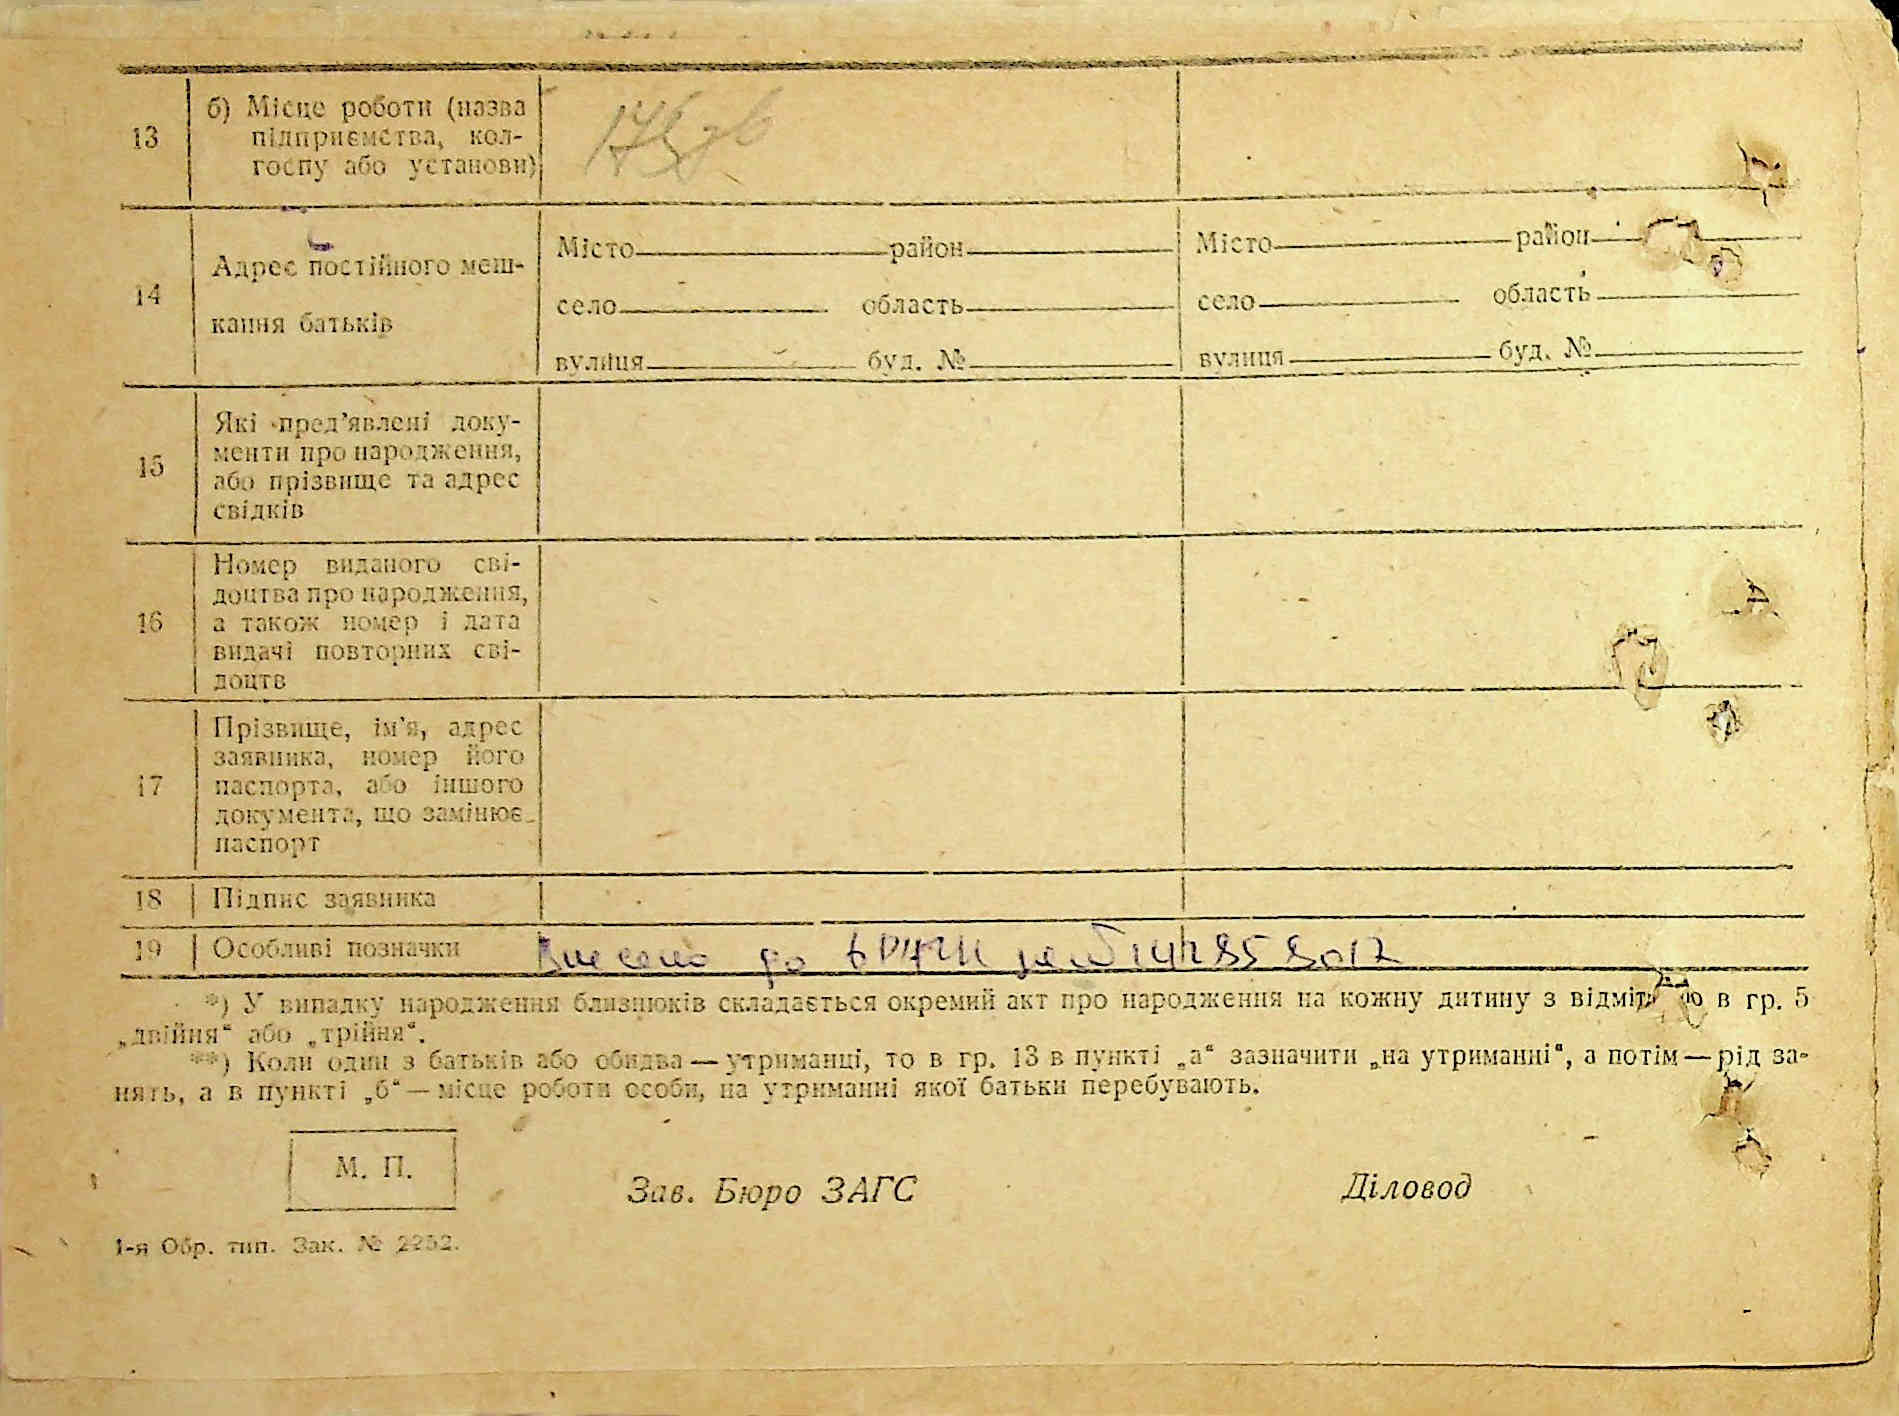 13
б) Місце роботи (назва
підприємства, кол-
госпу або установи)
14
Адрес постійного меш-
кання батьків
Місто район
село область
вулиця буд. №
Місто район
село область
вулиця буд. №
15
Які пред’явлені доку-
менти про народження,
або прізвище та адрес
свідків
16
Номер виданого сві-
доцтва про народження,
а також номер і дата
видачі повторних сві-
доцтв
17
Прізвище, ім’я, адрес
заявника, номер його
паспорта, або іншого
документа, що замінює
паспорт
18 Підпис заявника
19 Особливі позначки Внесено до
*) У випадку народження близнюків складається окремий акт про народження на кожну дитину з відміткою в гр. 5
„двійня“ або „трійня“.
**) Коли один з батьків або обидва — утриманці, то в гр. 13 в пункті „а“ зазначити „на утриманні“, а потім — рід за-
нять, а в пункті „б“ — місце роботи особи, на утриманні якої батьки перебувають.
М. П.
Зав. Бюро ЗАГС
Діловод
1-я Обр. тип. Зак. № 2252.